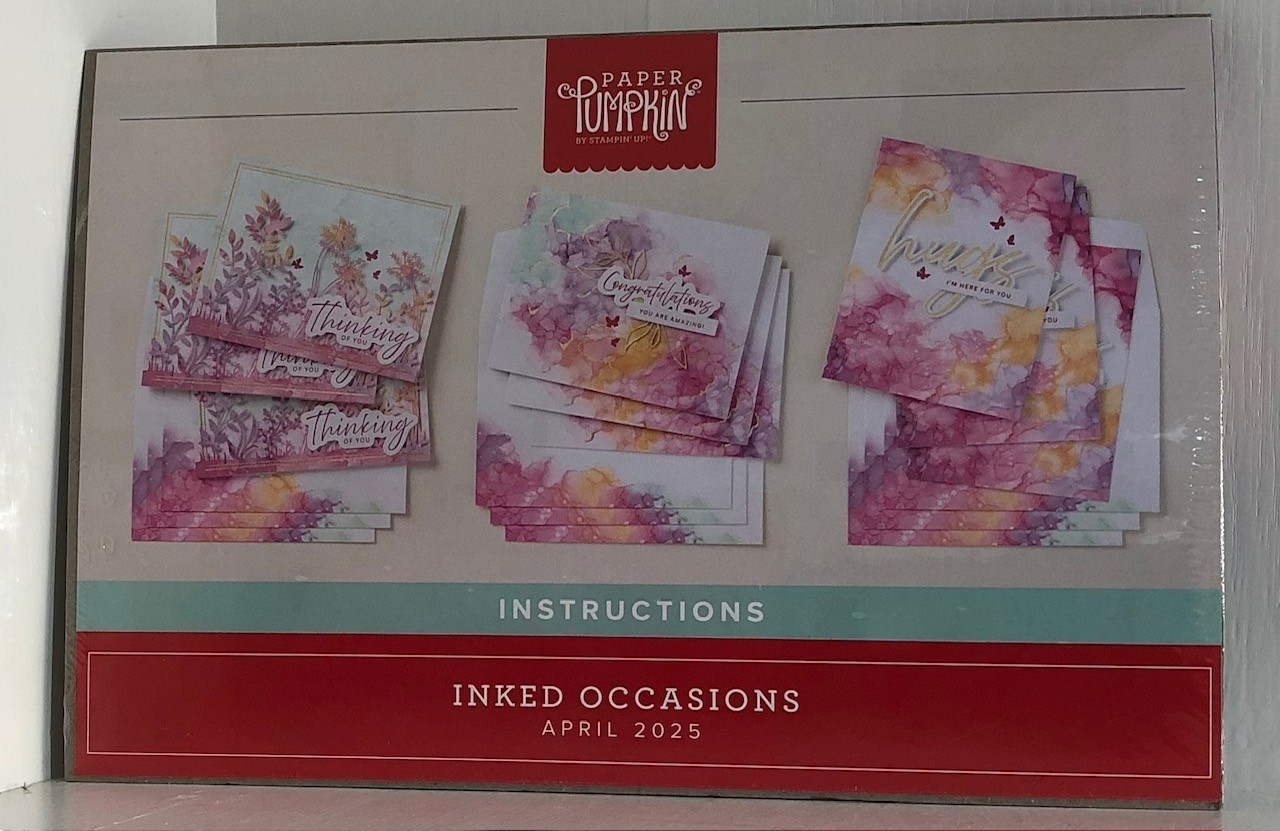 PAPER
PUMPKIN
BY STAMPIN' UP!
Thinking
OF YOU
Thinking
OF YOU
Thinking
OF YOU
Congratulations
YOU ARE AMAZING!
hugs
I'M HERE FOR YOU
YOU
INSTRUCTIONS
INKED OCCASIONS
APRIL 2025